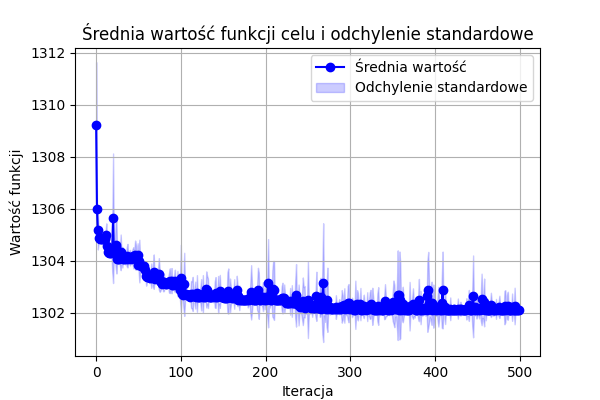 Średnia wartość funkcji celu i odchylenie standardowe
Średnia wartość
Odchylenie standardowe
Wartość funkcji
1312
1310
1308
1306
1304
1302
0 100 200 300 400 500
Iteracja